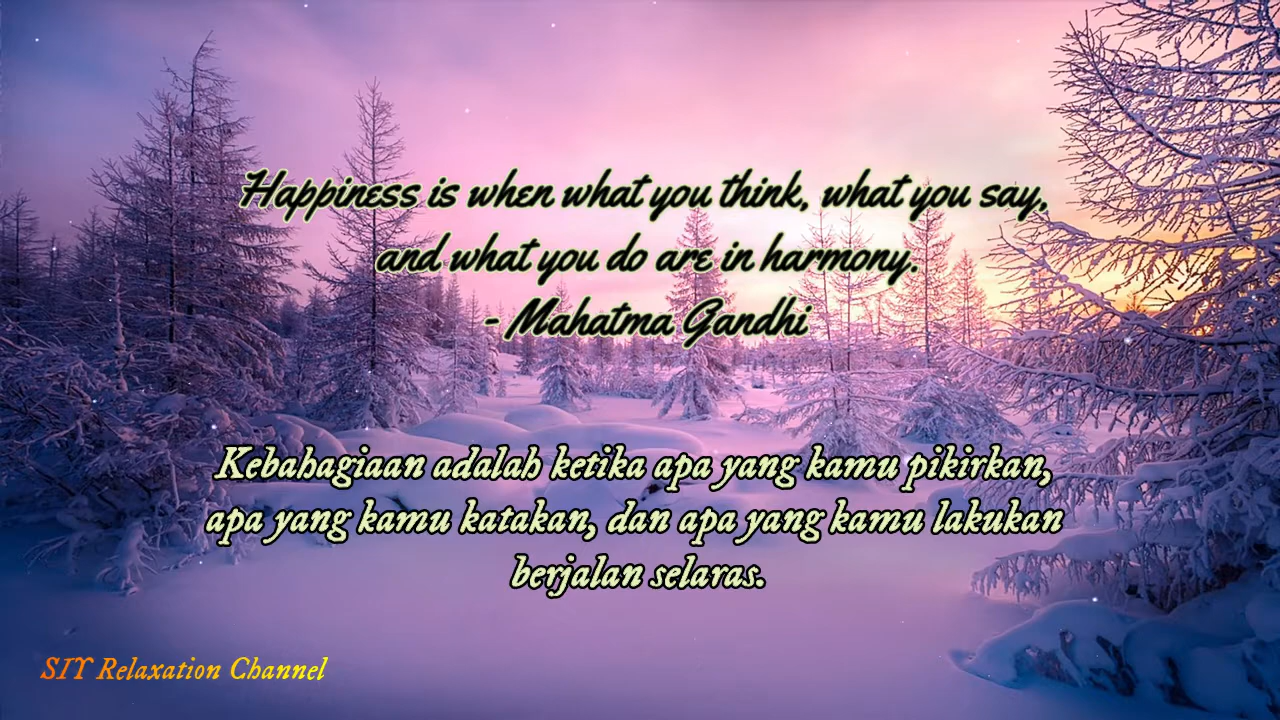 Happiness is when what you think, what you say,
and what you do are in harmony.
- Mahatma Gandhi
Kebahagiaan adalah ketika apa yang kamu pikirkan,
apa yang kamu katakan, dan apa yang kamu lakukan
berjalan selaras.
SIY Relaxation Channel